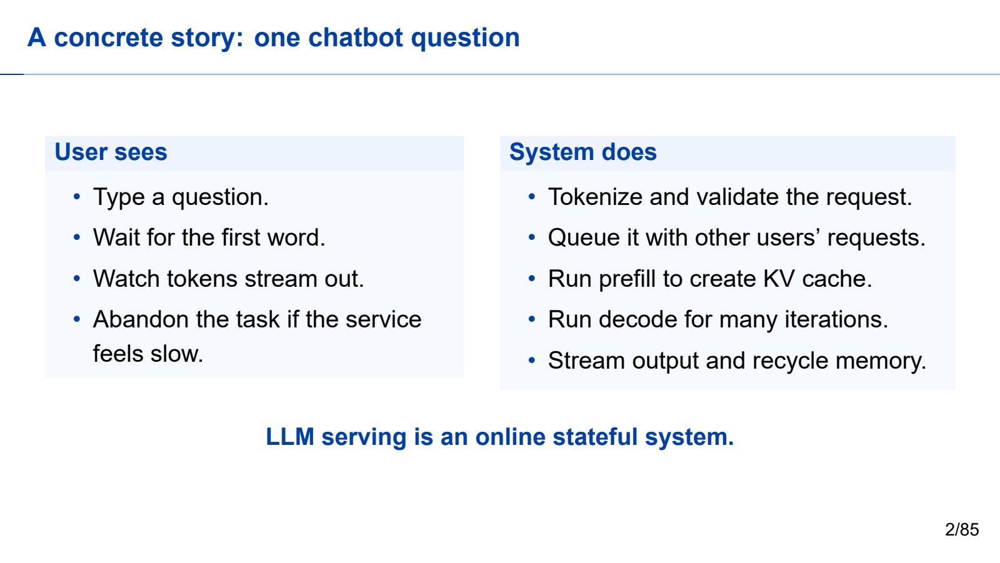 A concrete story: one chatbot question
User sees
• Type a question.
• Wait for the first word.
• Watch tokens stream out.
• Abandon the task if the service
feels slow.
System does
• Tokenize and validate the request.
• Queue it with other users’ requests.
• Run prefill to create KV cache.
• Run decode for many iterations.
• Stream output and recycle memory.
LLM serving is an online stateful system.
2/85